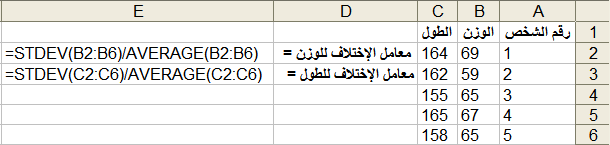 A B C D E
1 رقم الشخص الوزن الطول
2 1 69 164 معامل الإختلاف للوزن = =STDEV(B2:B6)/AVERAGE(B2:B6)
3 2 59 162 معامل الإختلاف للطول = =STDEV(C2:C6)/AVERAGE(C2:C6)
4 3 65 155
5 4 67 165
6 5 65 158